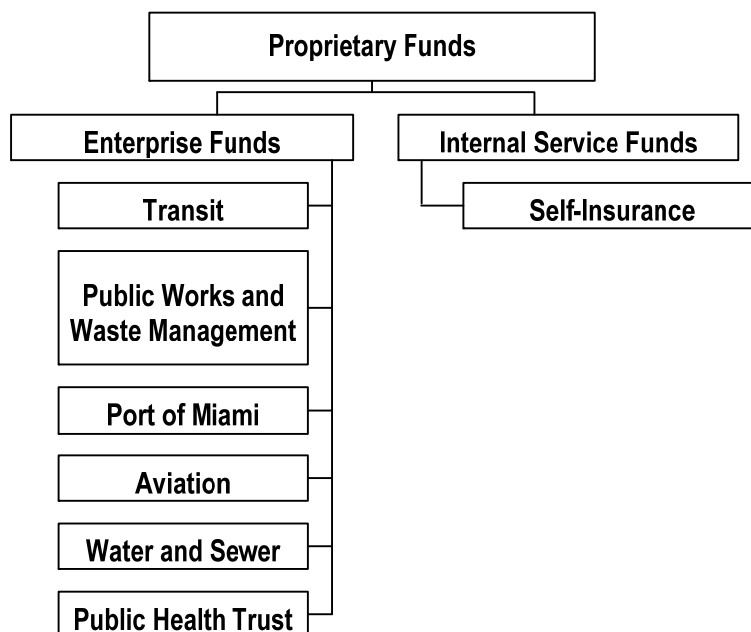 Proprietary Funds
Enterprise Funds
Internal Service Funds
Transit
Self-Insurance
Public Works and
Waste Management
Port of Miami
Aviation
Water and Sewer
Public Health Trust